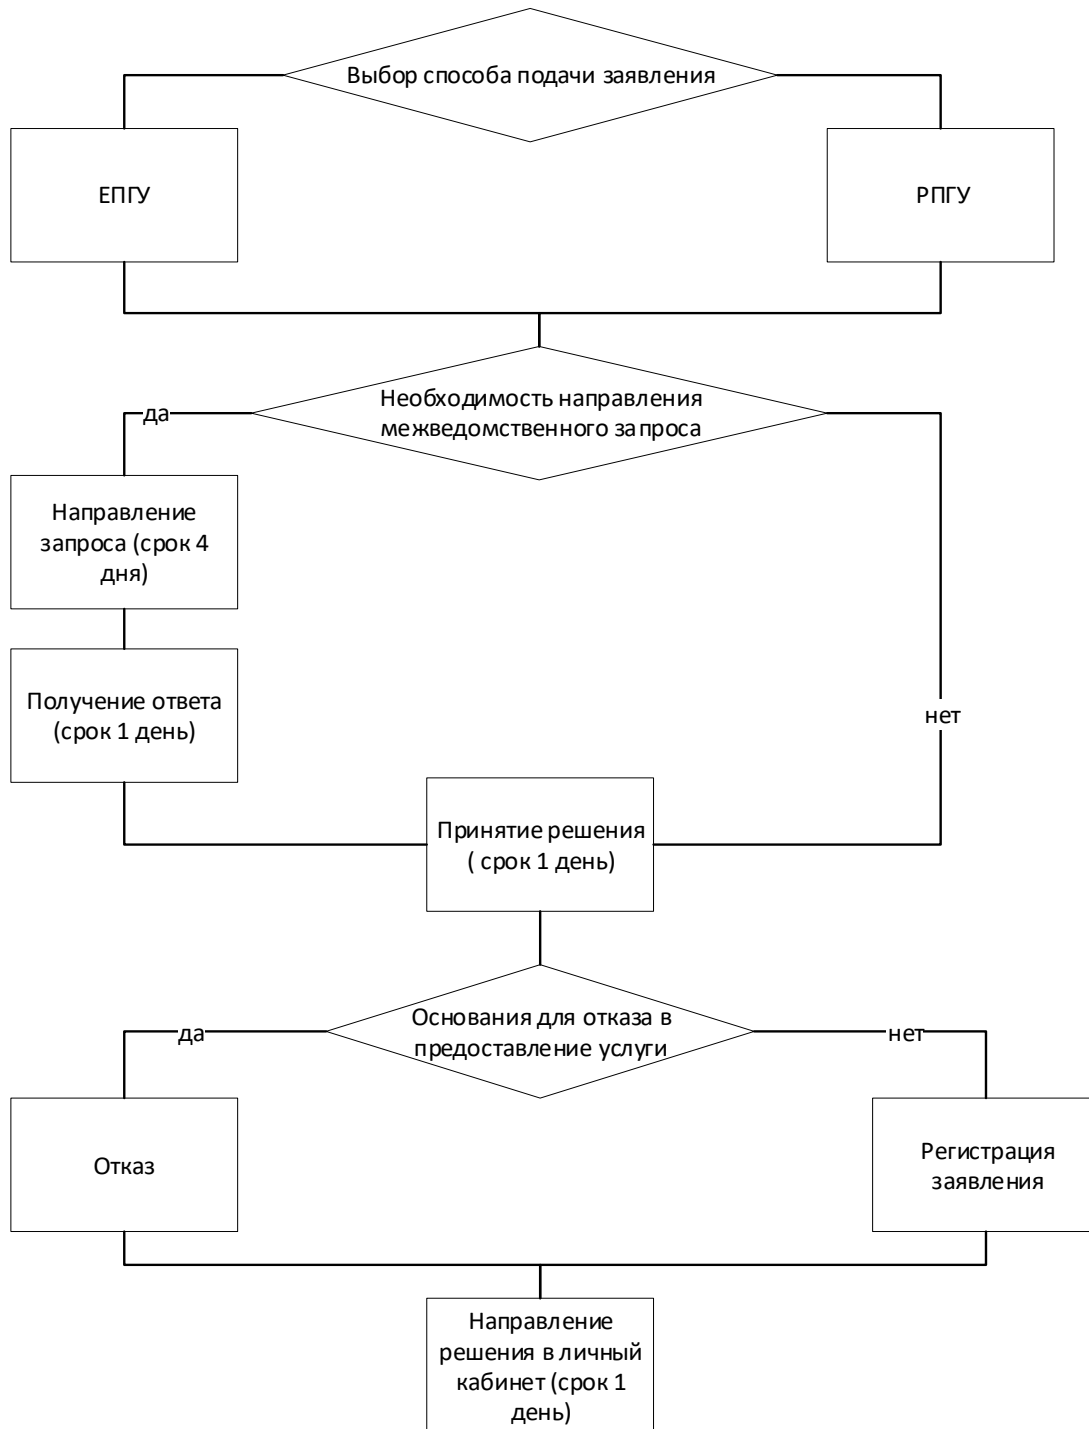 Выбор способа подачи заявления
ЕПГУ
РПГУ
Необходимость направления
межведомственного запроса
да
Направление
запроса (срок 4
дня)
Получение ответа
(срок 1 день)
нет
Принятие решения
( срок 1 день)
Основания для отказа в
предоставление услуги
да
нет
Отказ
Регистрация
заявления
Направление
решения в личный
кабинет (срок 1
день)